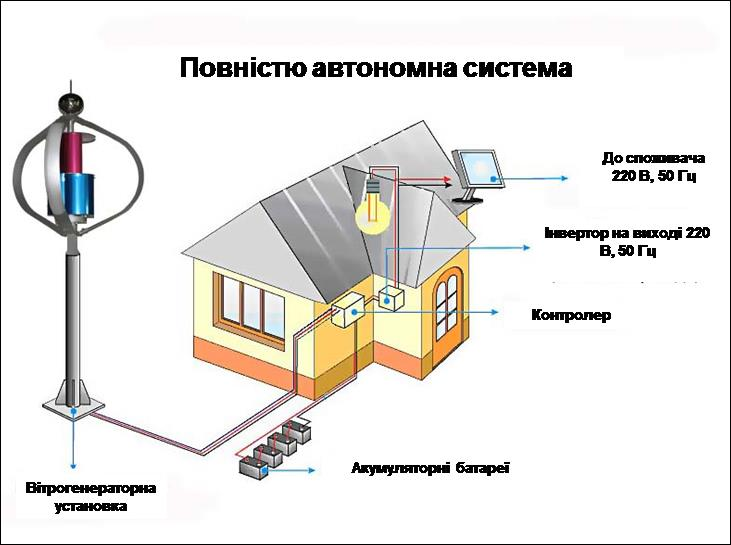 Повністю автономна система
До споживача
220 В, 50 Гц
Інвертор на виході 220
В, 50 Гц
Контролер
Акумуляторні батареї
Вітрогенераторна
установка